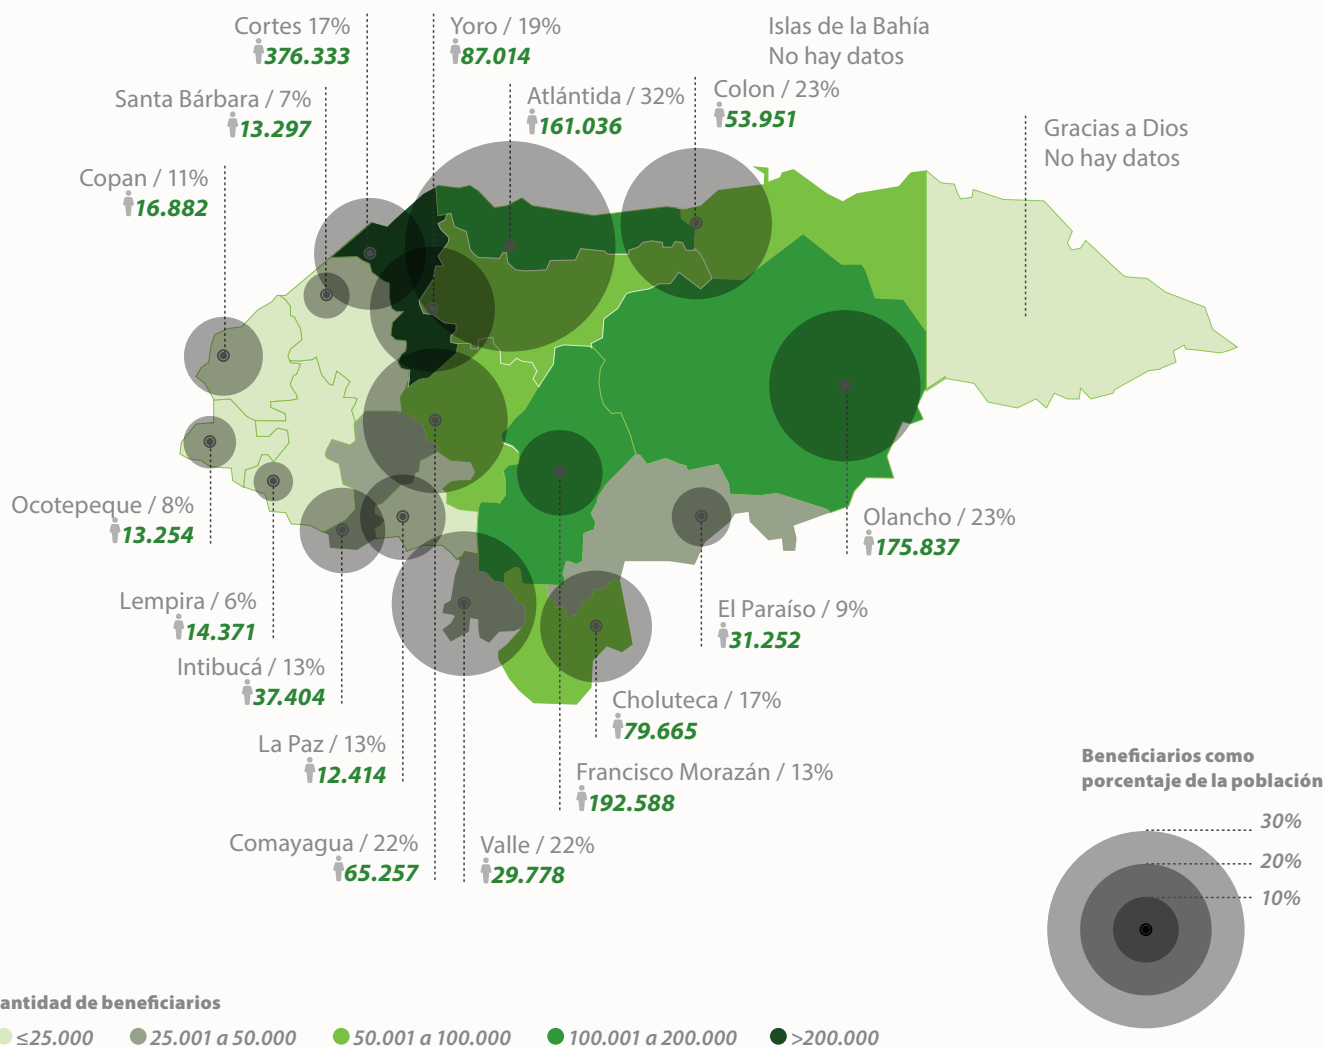 Cortes 17%
376.333
Yoro / 19%
87.014
Islas de la Bahía
No hay datos
Santa Bárbara / 7%
13.297
Atlántida / 32%
161.036
Colon / 23%
53.951
Gracias a Dios
No hay datos
Copan / 11%
16.882
Ocotepeque / 8%
13.254
Olancho / 23%
175.837
Lempira / 6%
14.371
El Paraíso / 9%
31.252
Intibucá / 13%
37.404
Choluteca / 17%
79.665
La Paz / 13%
12.414
Francisco Morazán / 13%
192.588
Comayagua / 22%
65.257
Valle / 22%
29.778
Beneficiarios como
porcentaje de la población
30%
20%
10%
antidad de beneficiarios
≤25.000
25.001 a 50.000
50.001 a 100.000
100.001 a 200.000
>200.000